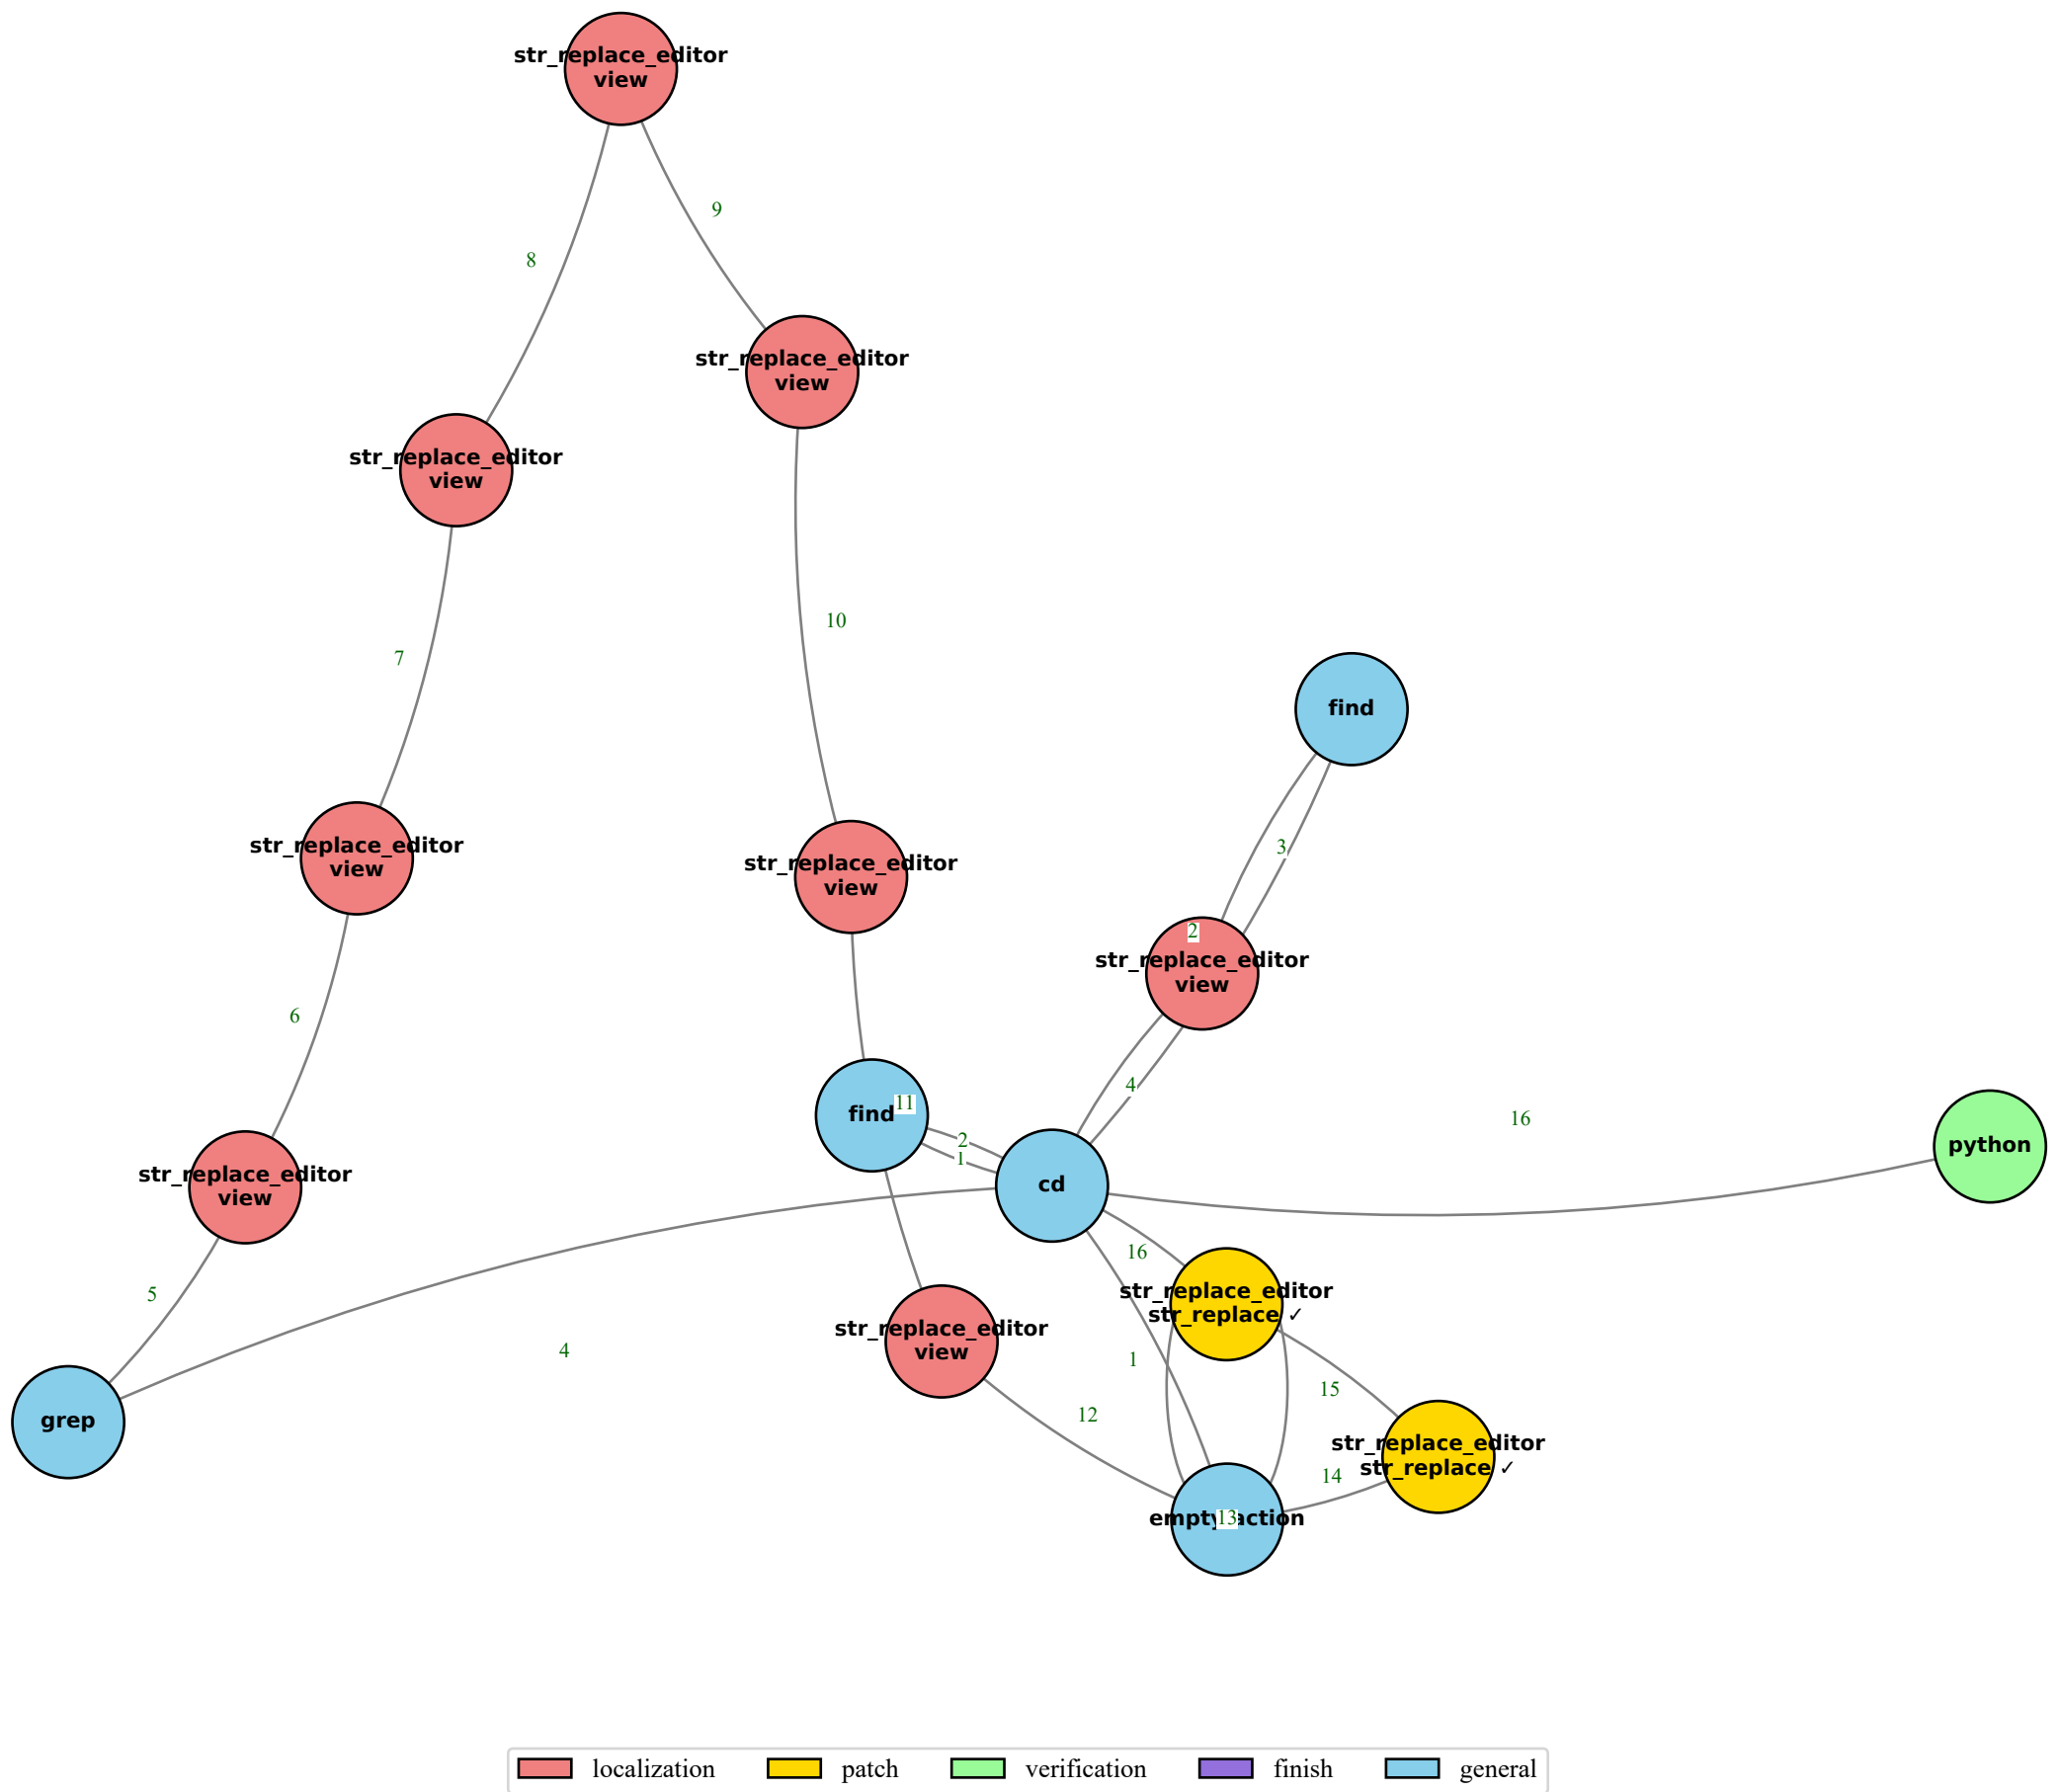 str_replace_editor
view
9
8
str_replace_editor
view
str_replace_editor
view
10
7
find
3
str_replace_editor
view
str_replace_editor
view
2
str_replace_editor
view
6
4
11
find
2
1
16
python
str_replace_editor
view
cd
16
5
str_replace_editor
str_replace ✓
str_replace_editor
view
4
1
15
12
grep
str_replace_editor
str_replace ✓
14
empty action
13
localization
patch
verification
finish
general